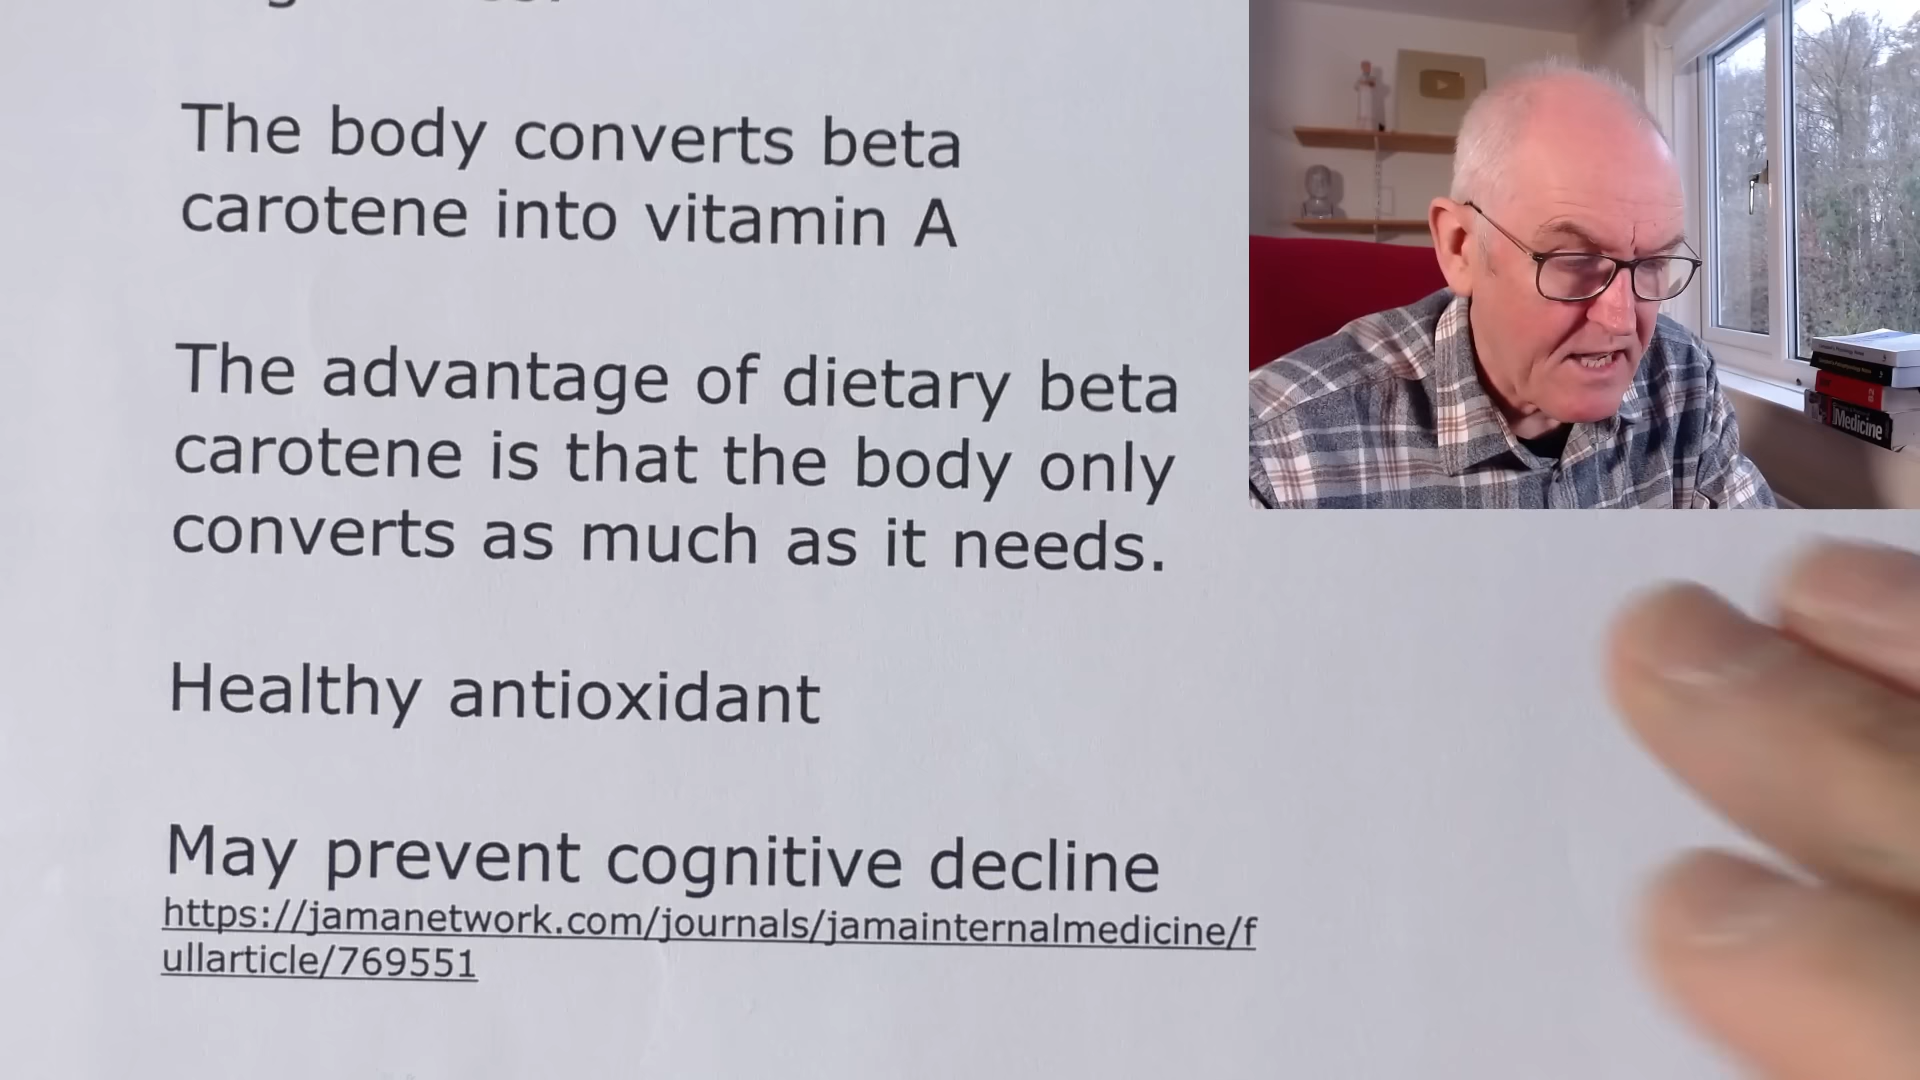 The body converts beta
carotene into vitamin A
The advantage of dietary beta
carotene is that the body only
converts as much as it needs.
Healthy antioxidant
May prevent cognitive decline
https://jamanetwork.com/journals/jamainternalmedicine/f
ullarticle/769551
Medicine